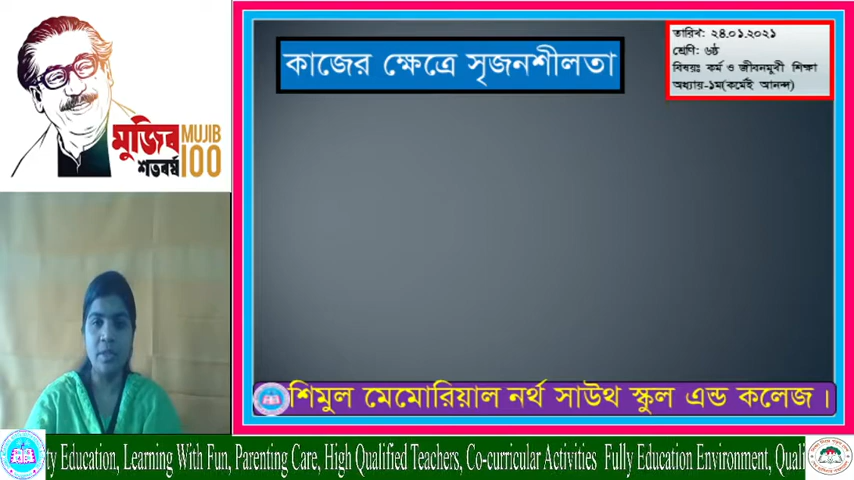 মুজিব
শতবর্ষ
MUJIB
100
কাজের ক্ষেত্রে সৃজনশীলতা
তারিখ: ২৪.০১.২০২১
শ্রেণি: ৬ষ্ঠ
বিষয়ঃ কর্ম ও জীবনমুখী শিক্ষা
অধ্যায়-১ম(কর্মেই আনন্দ)
শিমুল মেমোরিয়াল নর্থ সাউথ স্কুল এন্ড কলেজ।
ty Education, Learning With Fun, Parenting Care, High Qualified Teachers, Co-curricular Activities Fully Education Environment, Quali